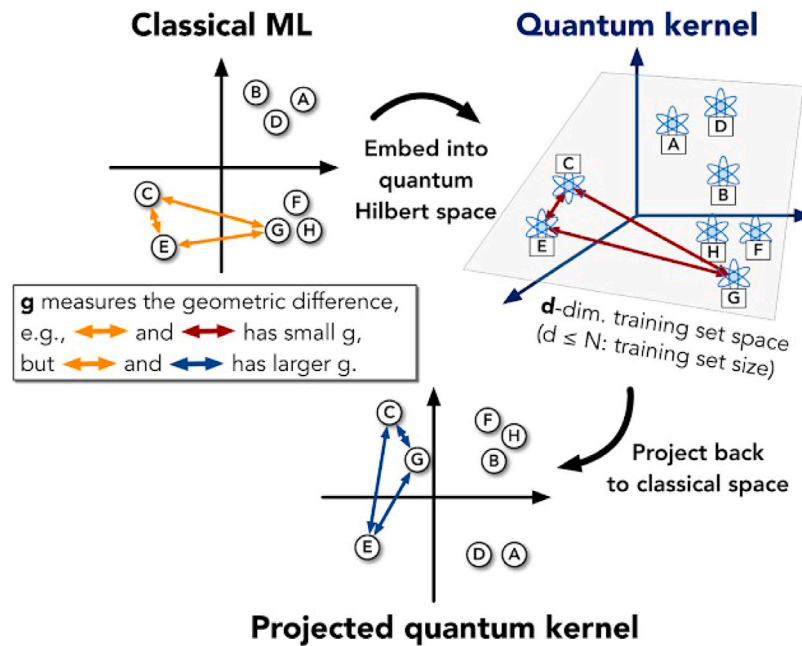 Classical ML
Quantum kernel
B
A
D
C
E
F
G
H
Embed into
quantum
Hilbert space
D
A
C
B
E
H
F
G
d-dim. training set space
(d ≤ N: training set size)
g measures the geometric difference,
e.g., and has small g,
but and has larger g.
C
G
E
F
H
B
D
A
Project back
to classical space
Projected quantum kernel